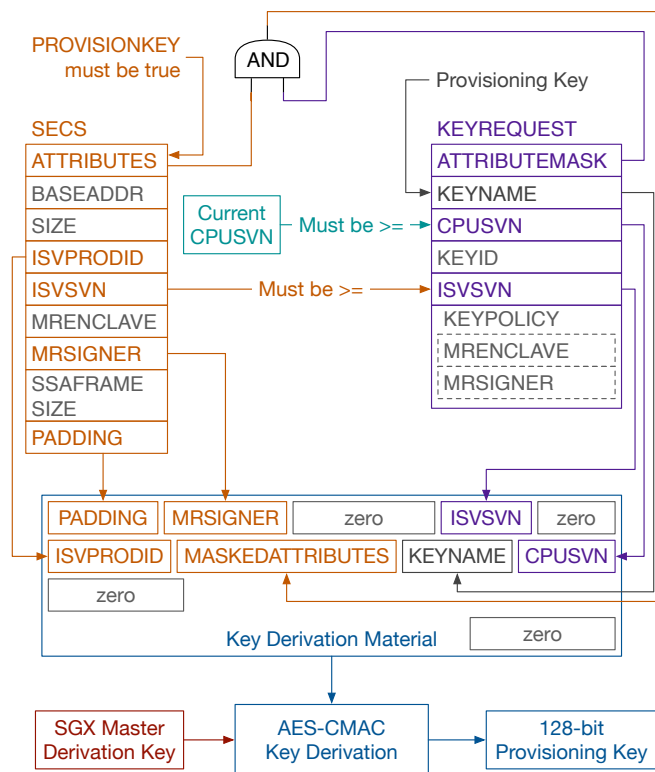 PROVISIONKEY
must be true
AND
Provisioning Key
SECS
KEYREQUEST
ATTRIBUTES
ATTRIBUTEMASK
BASEADDR
KEYNAME
SIZE
Current
CPUSVN
Must be >=
CPUSVN
ISVPRODID
KEYID
ISVSVN
Must be >=
ISVSVN
MRENCLAVE
KEYPOLICY
MRSIGNER
MRENCLAVE
SSAFRAME
SIZE
MRSIGNER
PADDING
PADDING MRSIGNER zero ISVSVN zero
ISVPRODID MASKEDATTRIBUTES KEYNAME CPUSVN
zero
Key Derivation Material
zero
SGX Master
Derivation Key
AES-CMAC
Key Derivation
128-bit
Provisioning Key